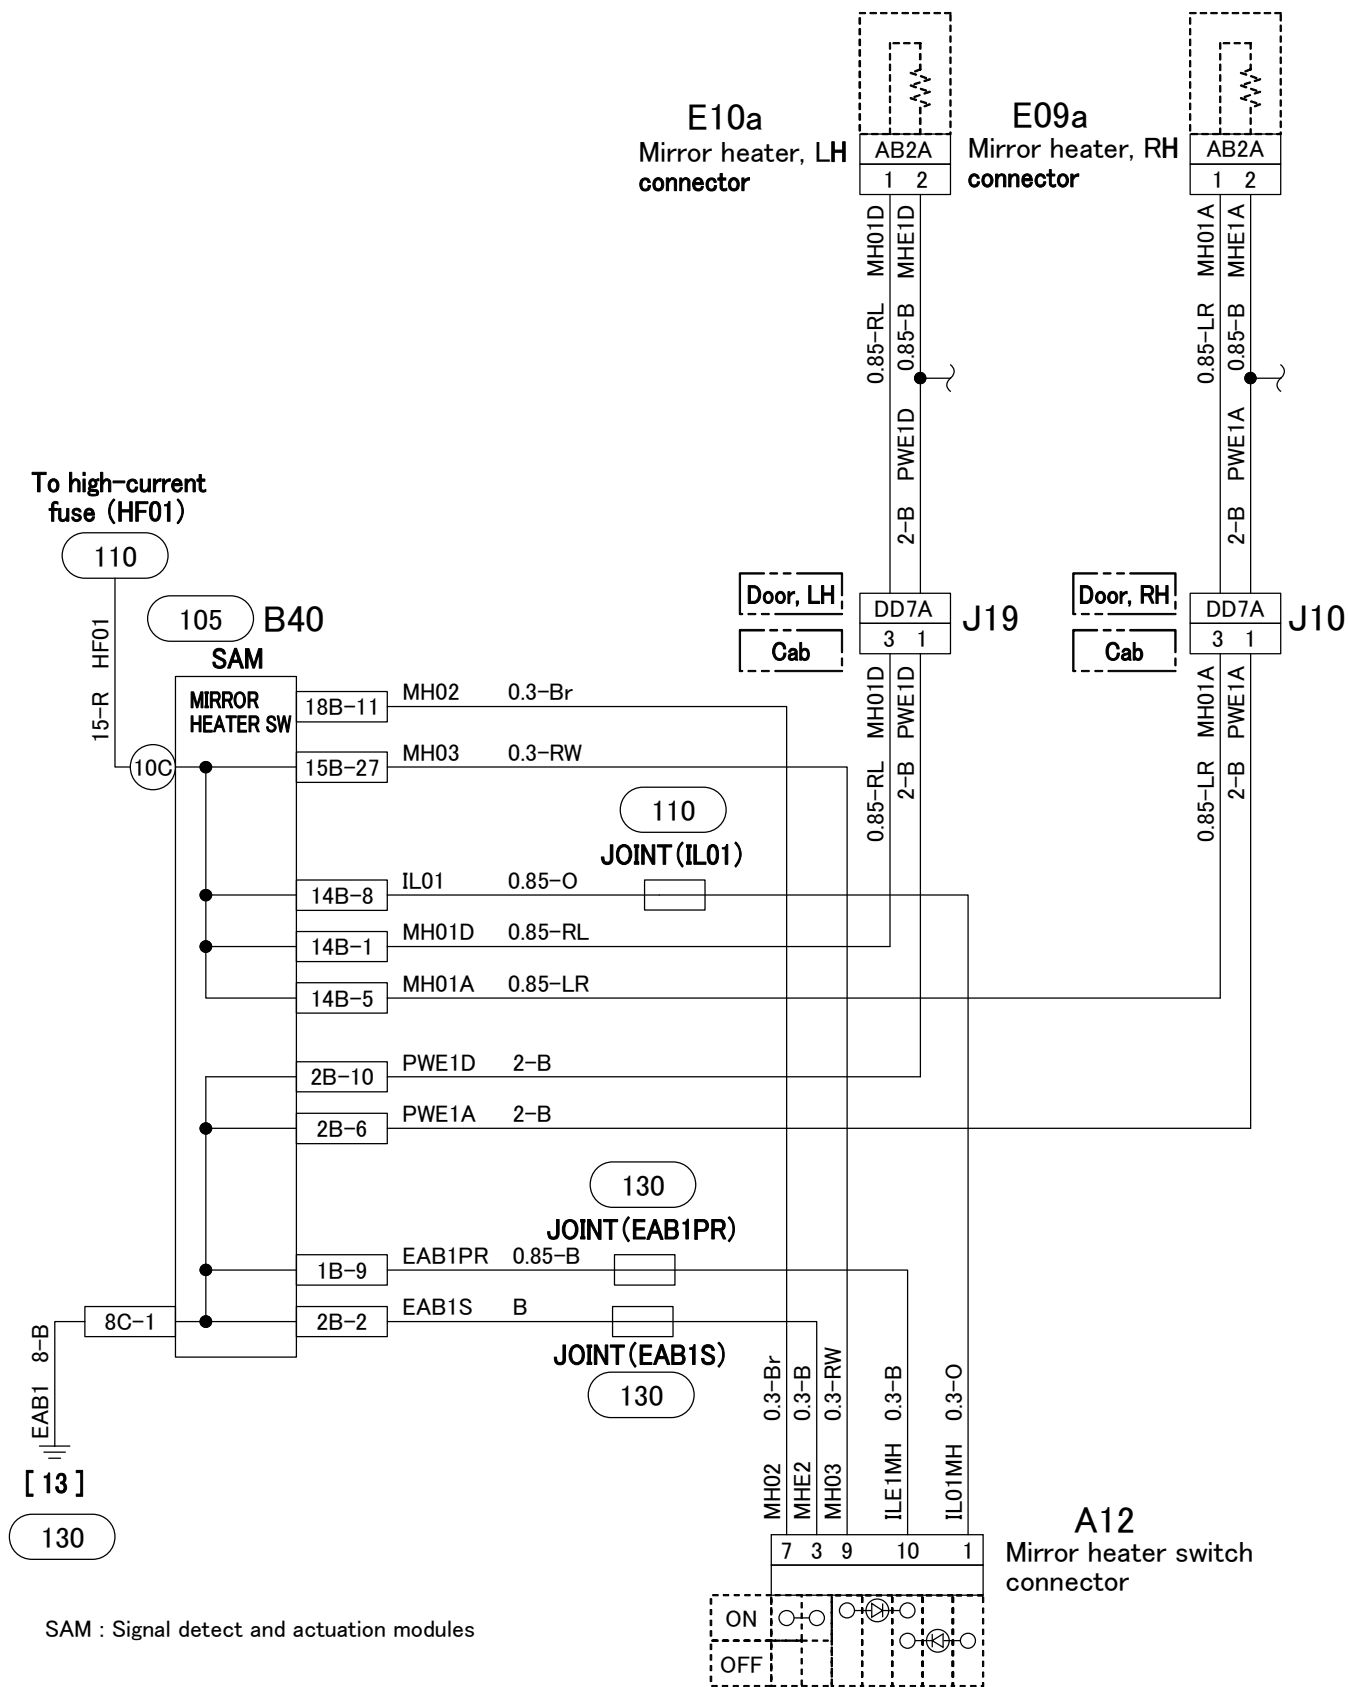 E10a
Mirror heater, LH
connector
AB2A
1 2
E09a
Mirror heater, RH
connector
AB2A
1 2
MH01D
MHE1D
0.85-RL
0.85-B
PWE1D
2-B
MH01A
MHE1A
0.85-LR
0.85-B
PWE1A
2-B
To high-current
fuse (HF01)
110
15-R HF01
105
B40
SAM
MIRROR
HEATER SW
10C
Door, LH
Cab
DD7A
3 1
J19
Door, RH
Cab
DD7A
3 1
J10
0.85-RL MH01D
2-B PWE1D
0.85-LR MH01A
2-B PWE1A
18B-11 MH02 0.3-Br
15B-27 MH03 0.3-RW
110
JOINT(IL01)
14B-8 IL01 0.85-O
14B-1 MH01D 0.85-RL
14B-5 MH01A 0.85-LR
2B-10 PWE1D 2-B
2B-6 PWE1A 2-B
130
JOINT(EAB1PR)
1B-9 EAB1PR 0.85-B
8C-1
2B-2 EAB1S B
JOINT(EAB1S)
130
EAB1 8-B
[13]
130
MH02 0.3-Br
MHE2 0.3-B
MH03 0.3-RW
ILE1MH 0.3-B
IL01MH 0.3-O
7 3 9 10 1
A12
Mirror heater switch
connector
ON
OFF
SAM : Signal detect and actuation modules